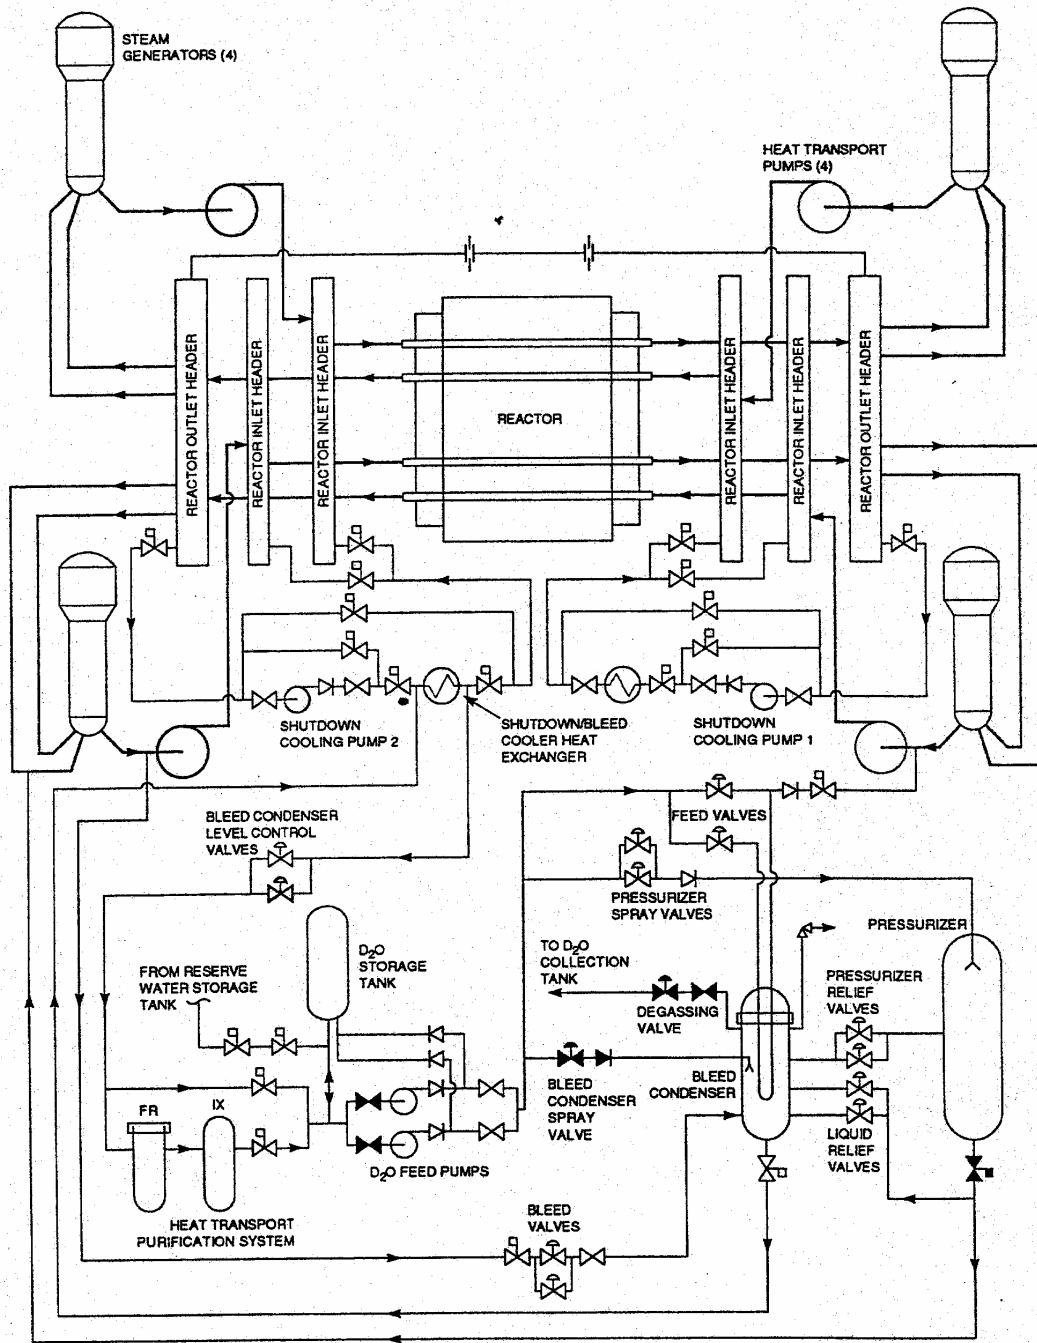 STEAM
GENERATORS (4)
HEAT TRANSPORT
PUMPS (4)
REACTOR OUTLET HEADER
REACTOR INLET HEADER
REACTOR INLET HEADER
REACTOR
REACTOR INLET HEADER
REACTOR INLET HEADER
REACTOR OUTLET HEADER
SHUTDOWN
COOLING PUMP 2
SHUTDOWN/BLEED
COOLER HEAT
EXCHANGER
SHUTDOWN
COOLING PUMP 1
BLEED CONDENSER
LEVEL CONTROL
VALVES
FEED VALVES
PRESSURIZER
SPRAY VALVES
PRESSURIZER
D2O
STORAGE
TANK
FROM RESERVE
WATER STORAGE
TANK
TO D2O
COLLECTION
TANK
DEGASSING
VALVE
PRESSURIZER
RELIEF
VALVES
BLEED
CONDENSER
BLEED
CONDENSER
SPRAY
VALVE
LIQUID
RELIEF
VALVES
FR
IX
D2O FEED PUMPS
HEAT TRANSPORT
PURIFICATION SYSTEM
BLEED
VALVES